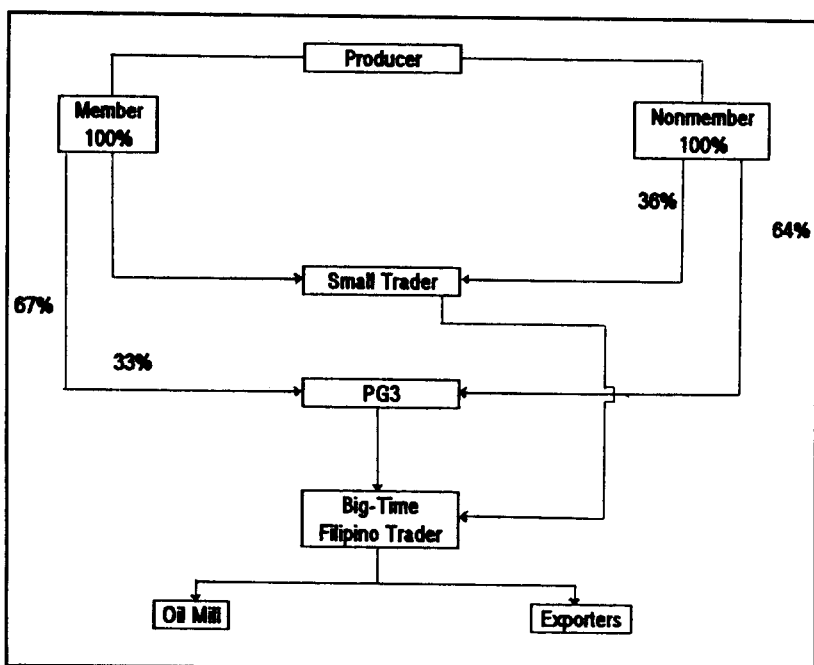 Producer
Member
100%
Nonmember
100%
36%
64%
Small Trader
67%
33%
PG3
Big-Time
Filipino Trader
Oil Mill
Exporters